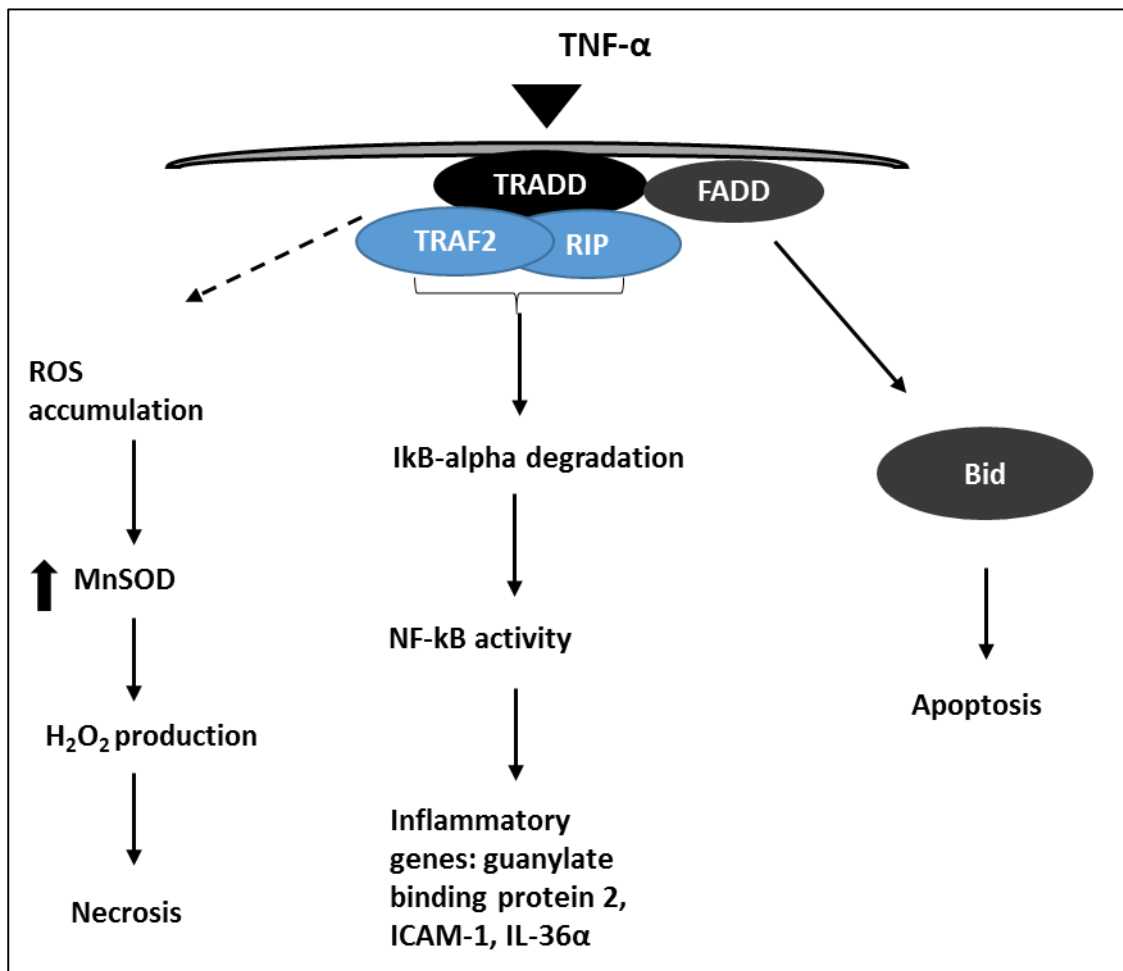 TNF-α
TRADD
FADD
TRAF2
RIP
ROS
accumulation
IkB-alpha degradation
Bid
MnSOD
NF-kB activity
Apoptosis
H₂O₂ production
Inflammatory
genes: guanylate
binding protein 2,
ICAM-1, IL-36α
Necrosis